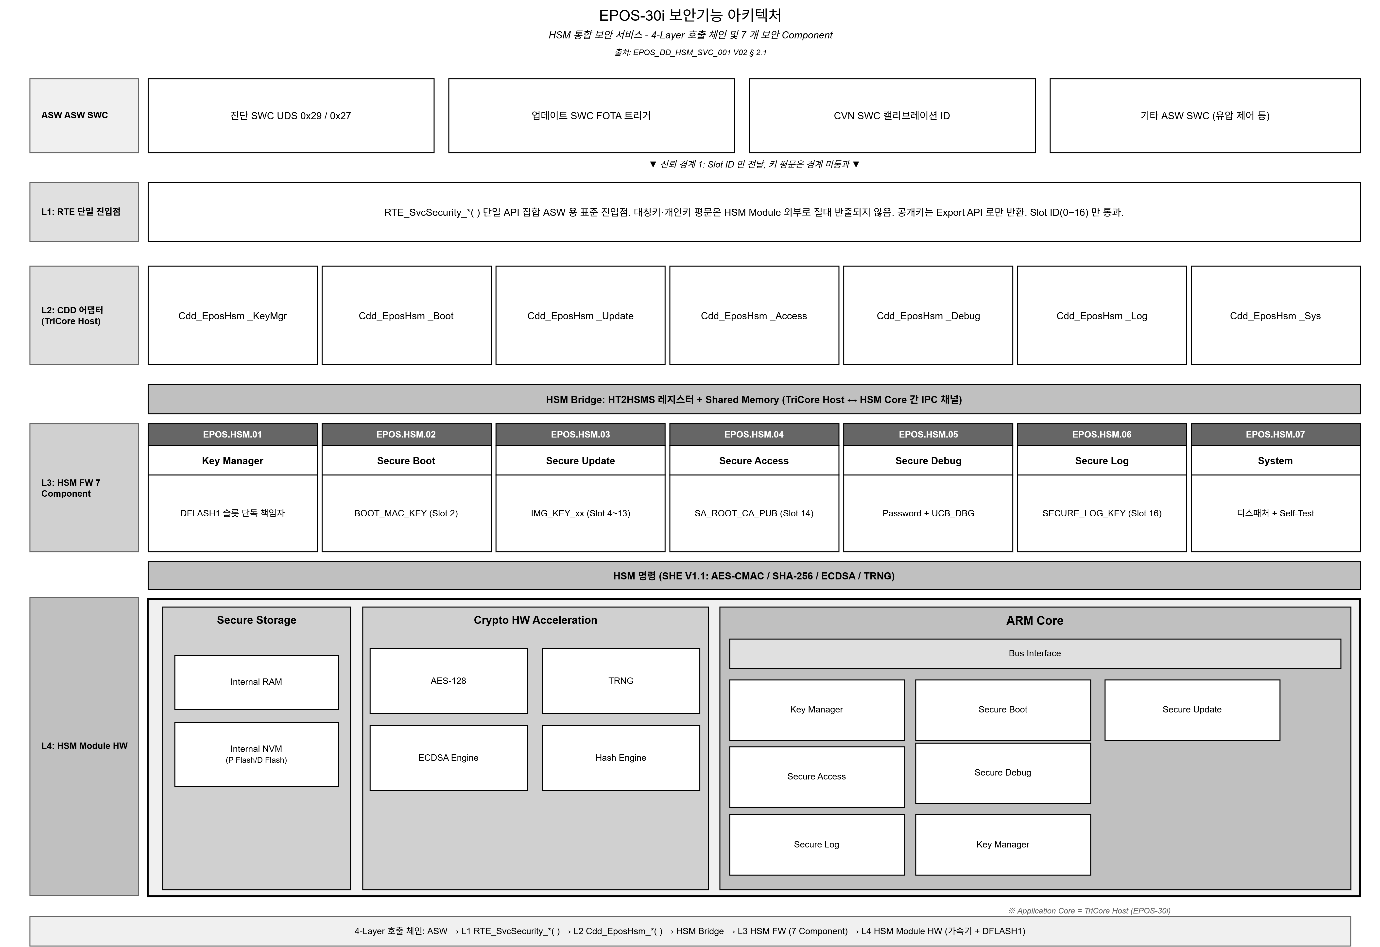 EPOS-30i 보안기능 아키텍처
HSM 통합 보안 서비스 - 4-Layer 호출 체인 및 7 개 보안 Component
출처: EPOS_DD_HSM_SVC_001 V02 § 2.1
ASW ASW SWC
진단 SWC UDS 0x29 / 0x27
업데이트 SWC FOTA 트리거
CVN SWC 캘리브레이션 ID
기타 ASW SWC (유압 제어 등)
▼ 신뢰 경계 1: Slot ID 만 전달, 키 평문은 경계 미통과 ▼
L1: RTE 단일 진입점
RTE_SvcSecurity_*( ) 단일 API 집합 ASW 용 표준 진입점. 대칭키·개인키 평문은 HSM Module 외부로 절대 반출되지 않음. 공개키는 Export API 로만 반환. Slot ID(0~16) 만 통과.
L2: CDD 어댑터
(TriCore Host)
Cdd_EposHsm _KeyMgr
Cdd_EposHsm _Boot
Cdd_EposHsm _Update
Cdd_EposHsm _Access
Cdd_EposHsm _Debug
Cdd_EposHsm _Log
Cdd_EposHsm _Sys
HSM Bridge: HT2HSMS 레지스터 + Shared Memory (TriCore Host ↔ HSM Core 간 IPC 채널)
L3: HSM FW 7
Component
EPOS.HSM.01
EPOS.HSM.02
EPOS.HSM.03
EPOS.HSM.04
EPOS.HSM.05
EPOS.HSM.06
EPOS.HSM.07
Key Manager
Secure Boot
Secure Update
Secure Access
Secure Debug
Secure Log
System
DFLASH1 슬롯 단독 책임자
BOOT_MAC_KEY (Slot 2)
IMG_KEY_xx (Slot 4~13)
SA_ROOT_CA_PUB (Slot 14)
Password + UCB_DBG
SECURE_LOG_KEY (Slot 16)
디스패처 + Self Test
HSM 명령 (SHE V1.1: AES-CMAC / SHA-256 / ECDSA / TRNG)
L4: HSM Module HW
Secure Storage
Internal RAM
Internal NVM
(P Flash/D Flash)
Crypto HW Acceleration
AES-128
TRNG
ECDSA Engine
Hash Engine
ARM Core
Bus Interface
Key Manager
Secure Boot
Secure Update
Secure Access
Secure Debug
Secure Log
Key Manager
※ Application Core = TriCore Host (EPOS-30i)
4-Layer 호출 체인: ASW → L1 RTE_SvcSecurity_*( ) → L2 Cdd_EposHsm_*( ) → HSM Bridge → L3 HSM FW (7 Component) → L4 HSM Module HW (가속기 + DFLASH1)